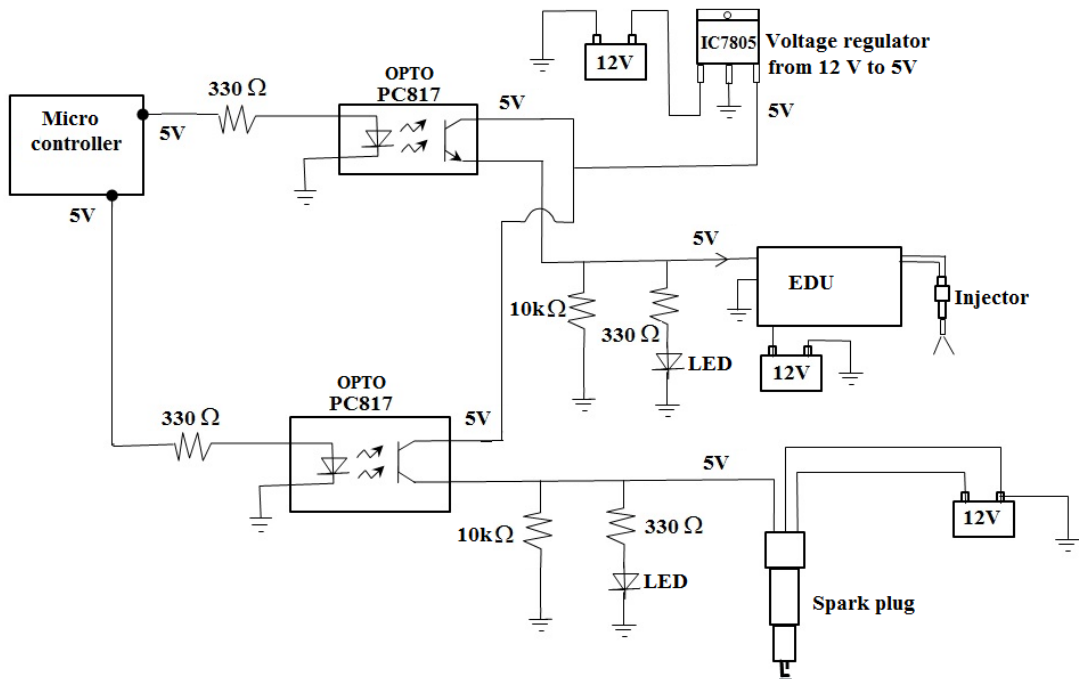 IC7805
Voltage regulator
from 12 V to 5V
12V
5V
OPTO
PC817
5V
330 Ω
Micro
controller
5V
5V
5V
EDU
Injector
10kΩ
330 Ω
LED
12V
OPTO
PC817
5V
330 Ω
5V
10kΩ
330 Ω
LED
12V
Spark plug